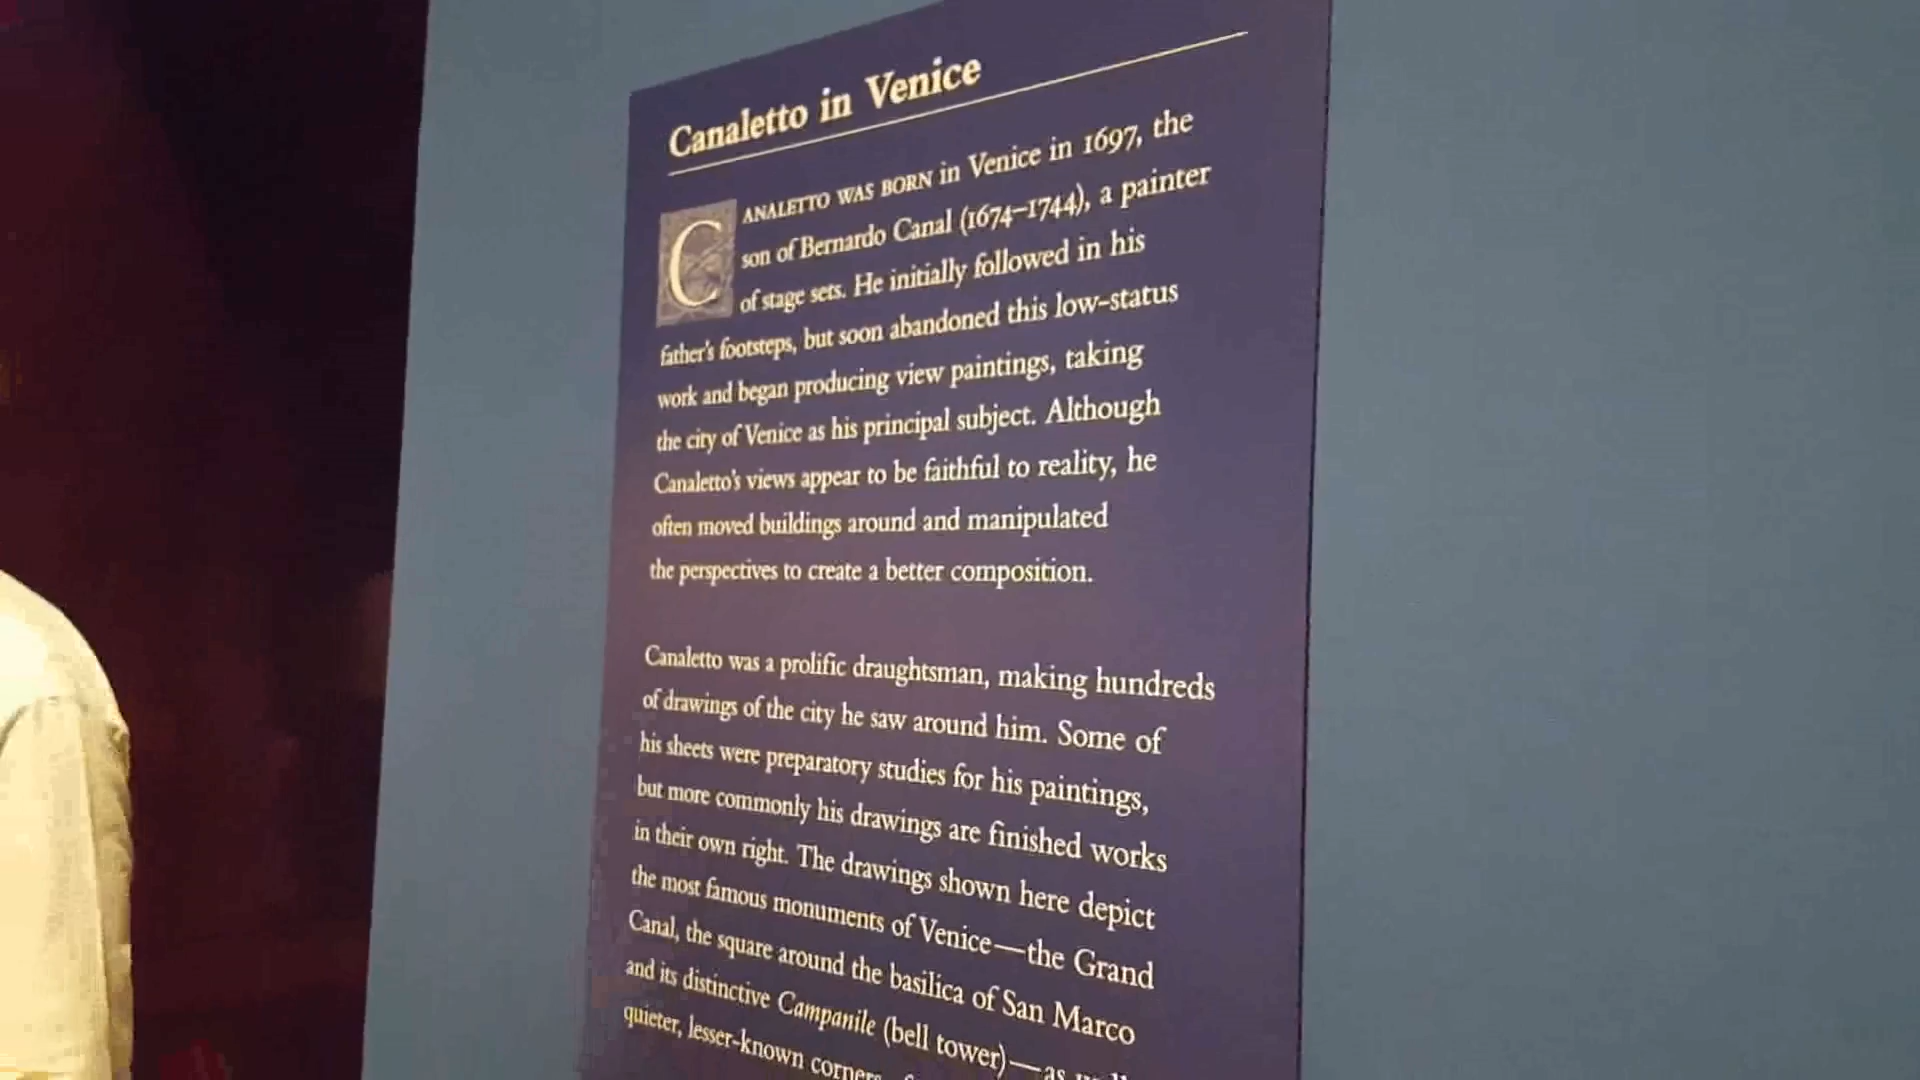 Canaletto in Venice
CANALETTO WAS BORN in Venice in 1697, the
son of Bernardo Canal (1674–1744), a painter
of stage sets. He initially followed in his
father's footsteps, but soon abandoned this low-status
work and began producing view paintings, taking
the city of Venice as his principal subject. Although
Canaletto's views appear to be faithful to reality, he
often moved buildings around and manipulated
the perspectives to create a better composition.
Canaletto was a prolific draughtsman, making hundreds
of drawings of the city he saw around him. Some of
his sheets were preparatory studies for his paintings,
but more commonly his drawings are finished works
in their own right. The drawings shown here depict
the most famous monuments of Venice—the Grand
Canal, the square around the basilica of San Marco
and its distinctive Campanile (bell tower)—as
quieter, lesser-known corners